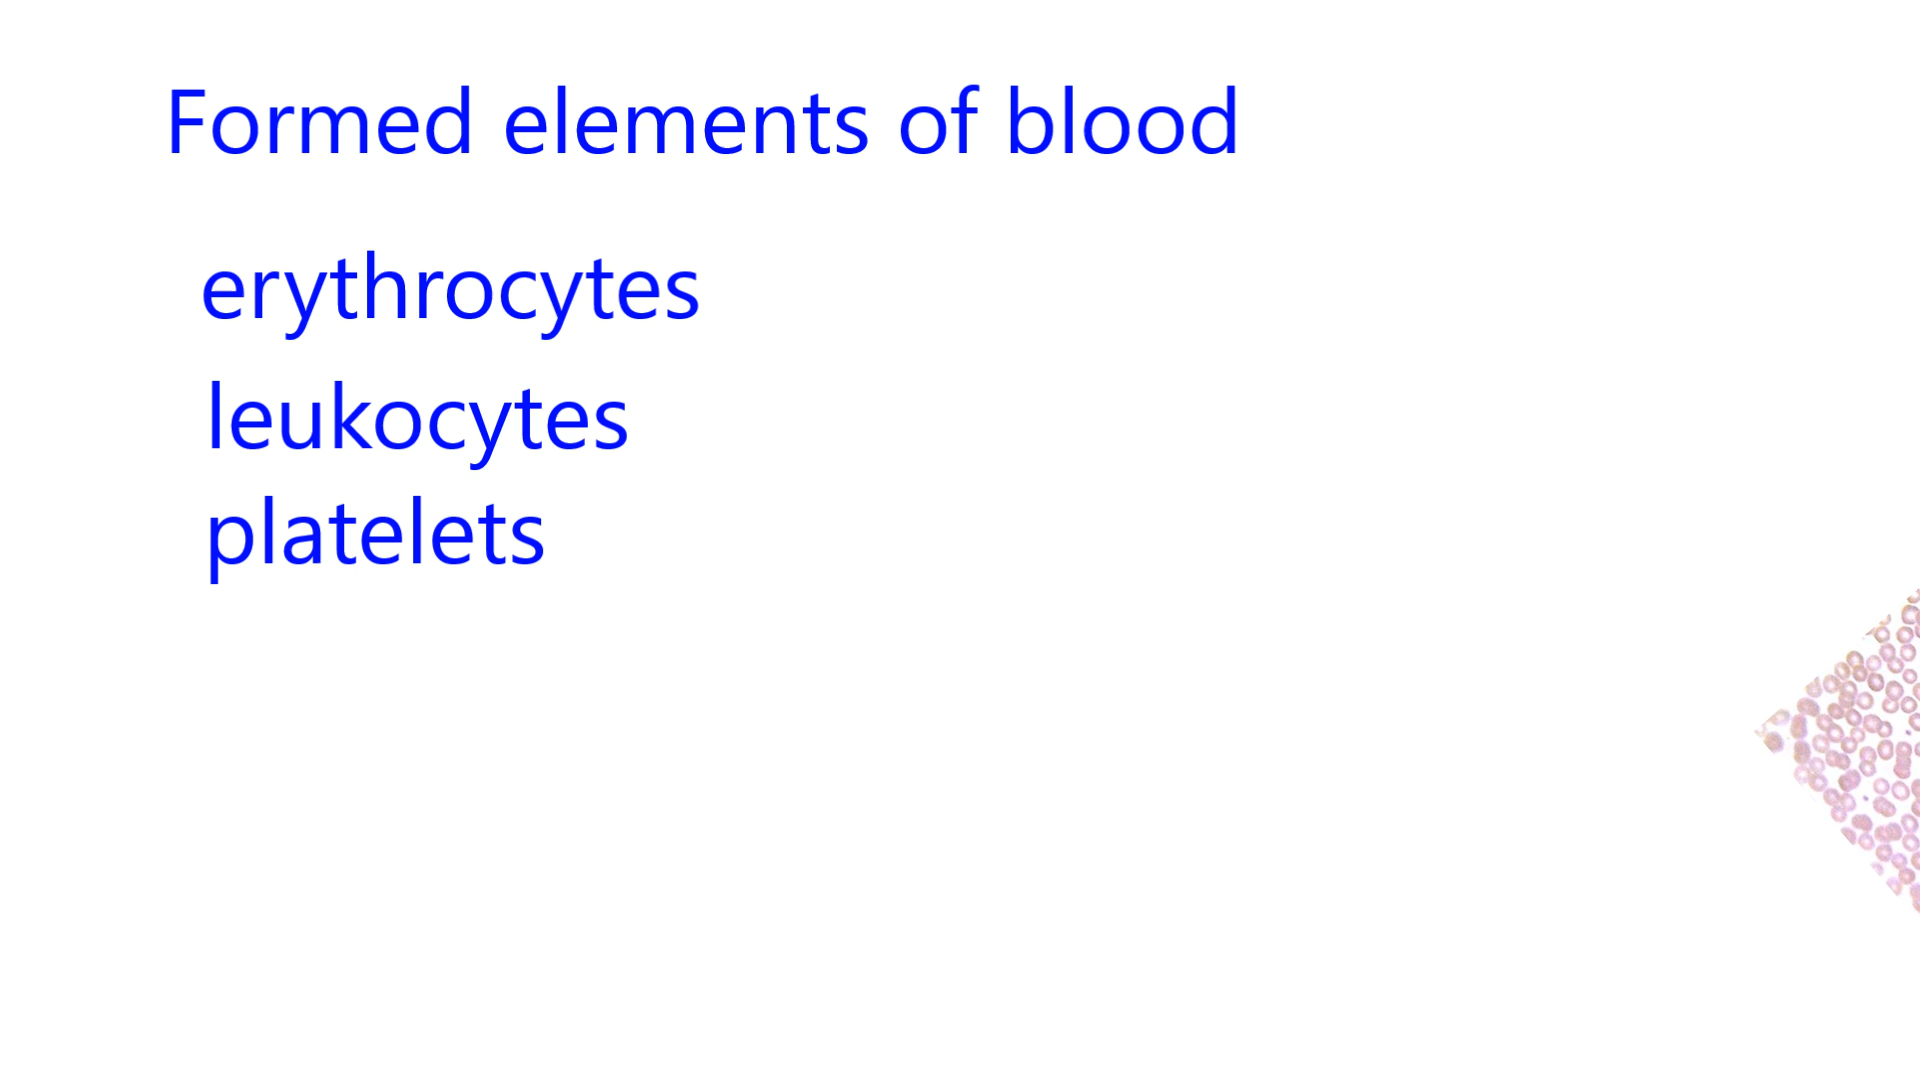 Formed elements of blood
erythrocytes
leukocytes
platelets